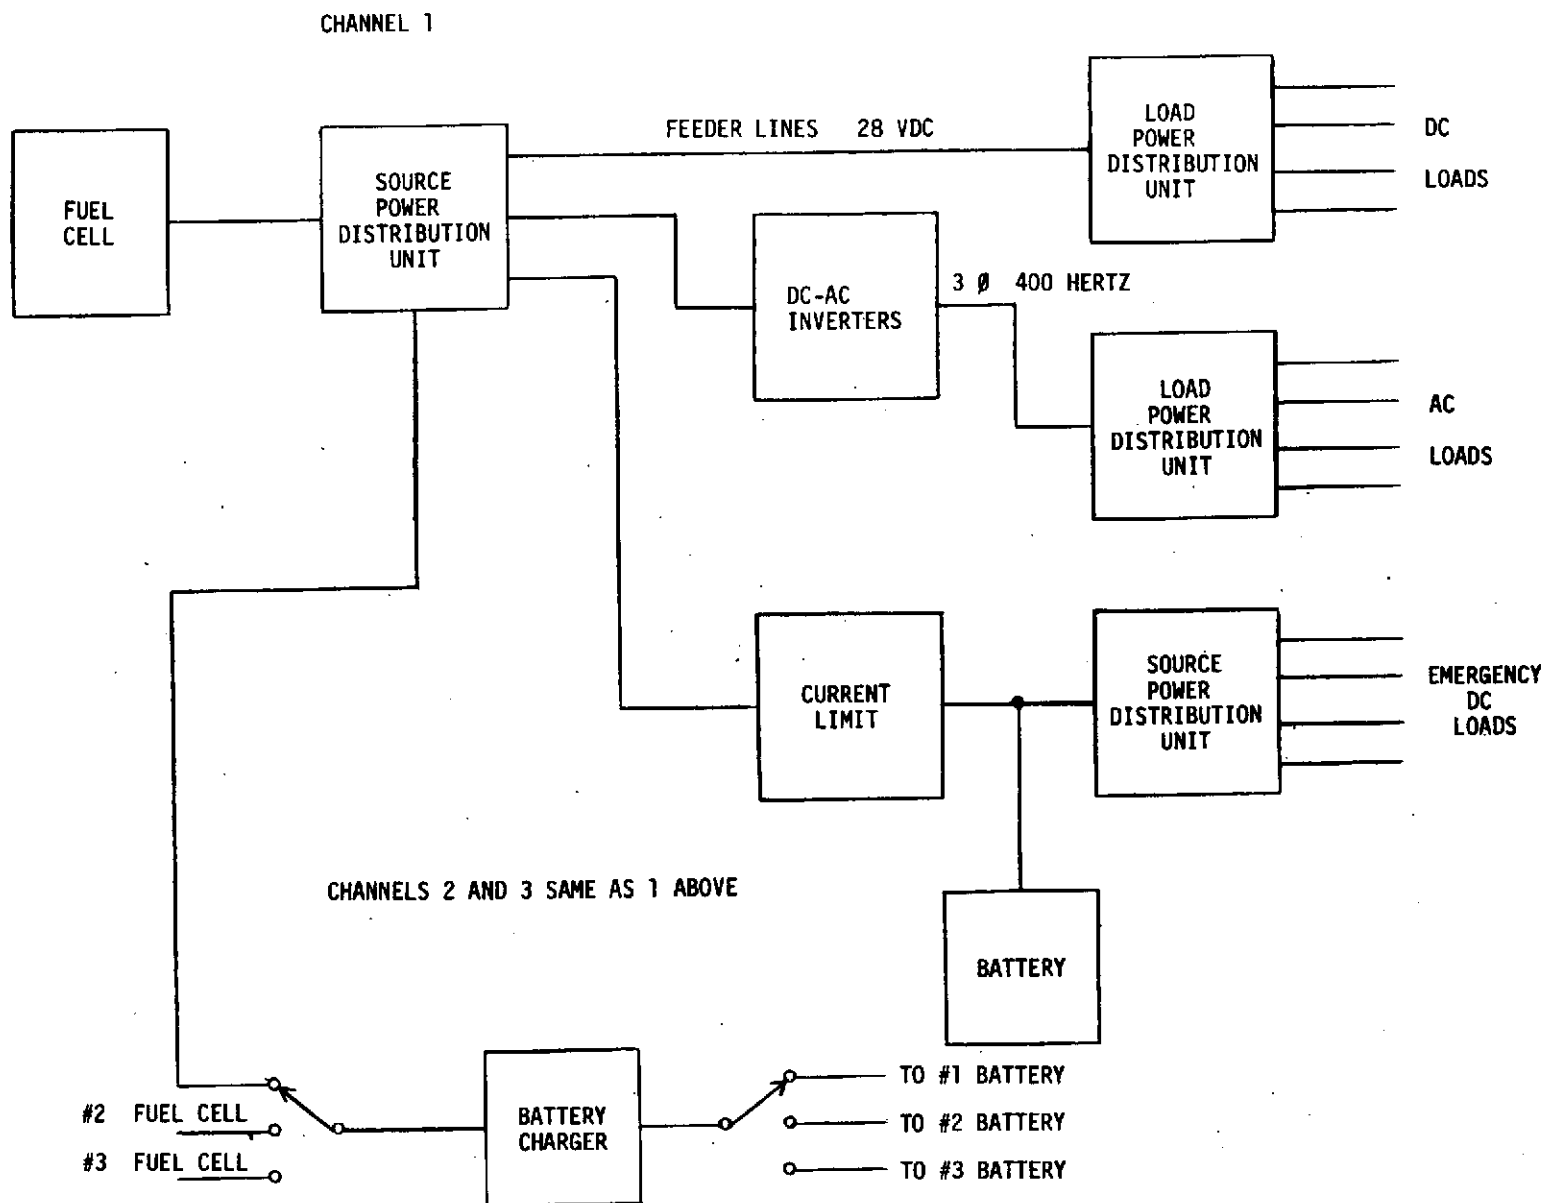 CHANNEL 1
FUEL
CELL
SOURCE
POWER
DISTRIBUTION
UNIT
FEEDER LINES 28 VDC
LOAD
POWER
DISTRIBUTION
UNIT
DC
LOADS
DC-AC
INVERTERS
3 Ø 400 HERTZ
LOAD
POWER
DISTRIBUTION
UNIT
AC
LOADS
CURRENT
LIMIT
SOURCE
POWER
DISTRIBUTION
UNIT
EMERGENCY
DC
LOADS
CHANNELS 2 AND 3 SAME AS 1 ABOVE
BATTERY
#2 FUEL CELL
#3 FUEL CELL
BATTERY
CHARGER
TO #1 BATTERY
TO #2 BATTERY
TO #3 BATTERY